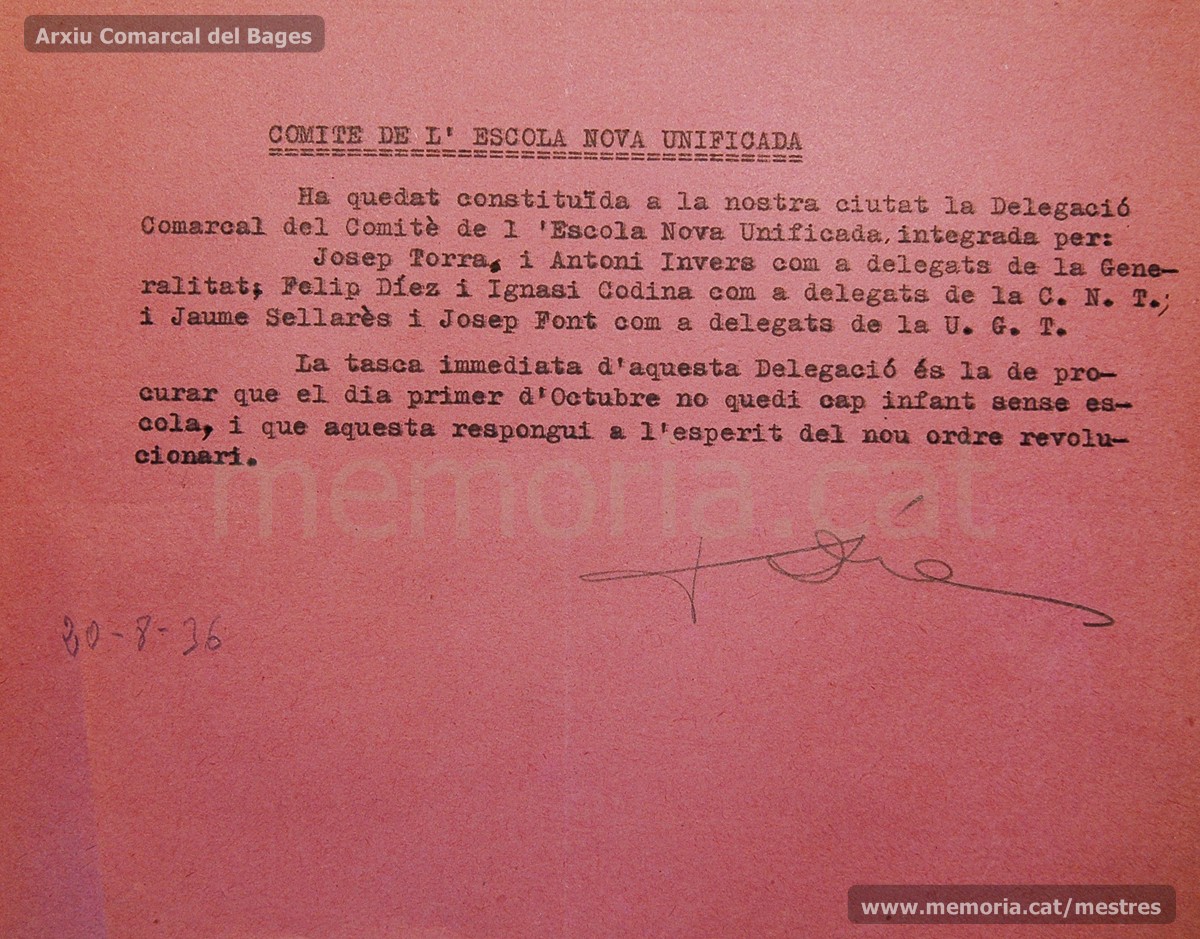 Arxiu Comarcal del Bages
COMITE DE L' ESCOLA NOVA UNIFICADA
Ha quedat constituïda a la nostra ciutat la Delegació
Comarcal del Comitè de l 'Escola Nova Unificada, integrada per:
Josep Torra, i Antoni Invers com a delegats de la Gene-
ralitat; Felip Díez i Ignasi Codina com a delegats de la C. N. T.;
i Jaume Sellarès i Josep Font com a delegats de la U. G. T.
La tasca immediata d'aquesta Delegació és la de pro-
curar que el dia primer d'Octubre no quedi cap infant sense es-
cola, i que aquesta respongui a l'esperit del nou ordre revolu-
cionari.
memoria.cat
20-8-36
www.memoria.cat/mestres